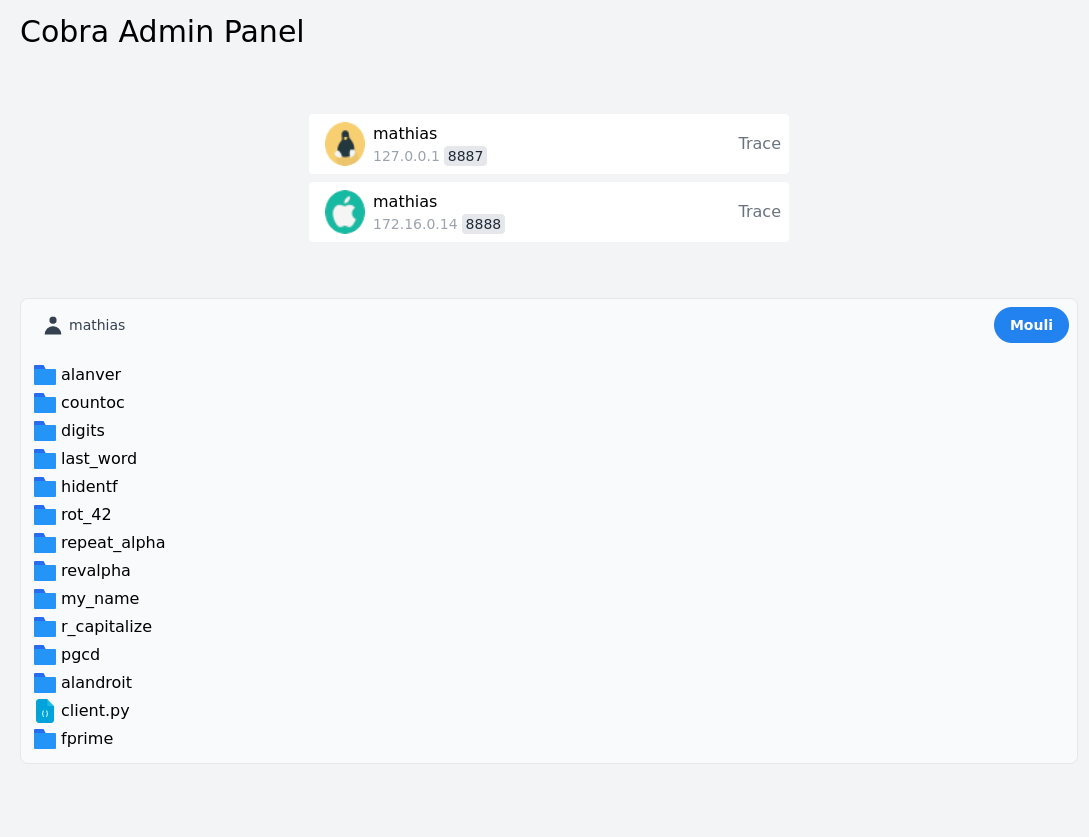 Cobra Admin Panel
mathias
127.0.0.1 8887
Trace
mathias
172.16.0.14 8888
Trace
mathias
Mouli
alanver
countoc
digits
last_word
hidentf
rot_42
repeat_alpha
revalpha
my_name
r_capitalize
pgcd
alandroit
client.py
fprime